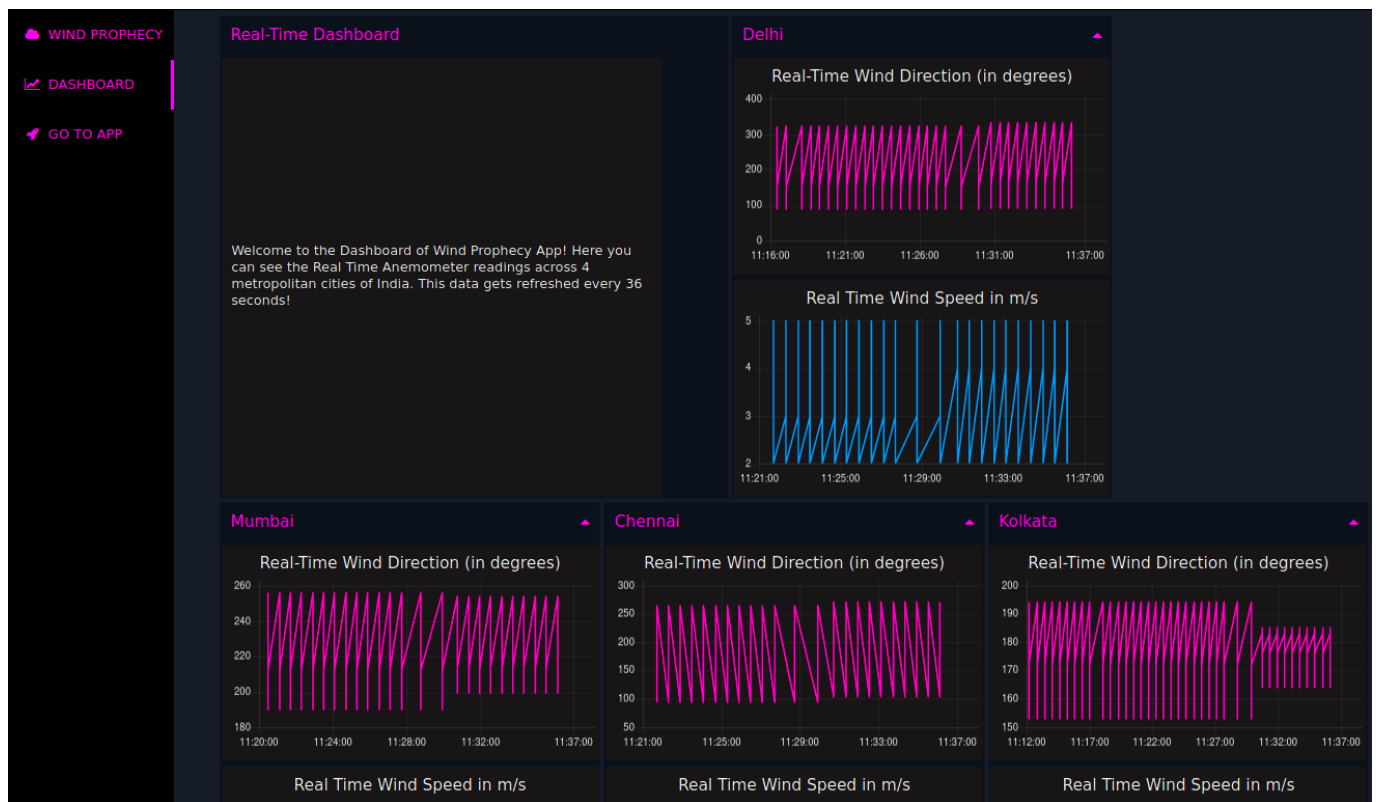 WIND PROPHECY
DASHBOARD
GO TO APP
Real-Time Dashboard
Welcome to the Dashboard of Wind Prophecy App! Here you
can see the Real Time Anemometer readings across 4
metropolitan cities of India. This data gets refreshed every 36
seconds!
Delhi
Real-Time Wind Direction (in degrees)
400
300
200
100
0
11:16:00 11:21:00 11:26:00 11:31:00 11:37:00
Real Time Wind Speed in m/s
5
4
3
2
11:21:00 11:25:00 11:29:00 11:33:00 11:37:00
Mumbai
Real-Time Wind Direction (in degrees)
260
240
220
200
180
11:20:00 11:24:00 11:28:00 11:32:00 11:37:00
Real Time Wind Speed in m/s
Chennai
Real-Time Wind Direction (in degrees)
300
250
200
150
100
50
11:21:00 11:25:00 11:29:00 11:33:00 11:37:00
Real Time Wind Speed in m/s
Kolkata
Real-Time Wind Direction (in degrees)
200
190
180
170
160
150
11:12:00 11:17:00 11:22:00 11:27:00 11:32:00 11:37:00
Real Time Wind Speed in m/s